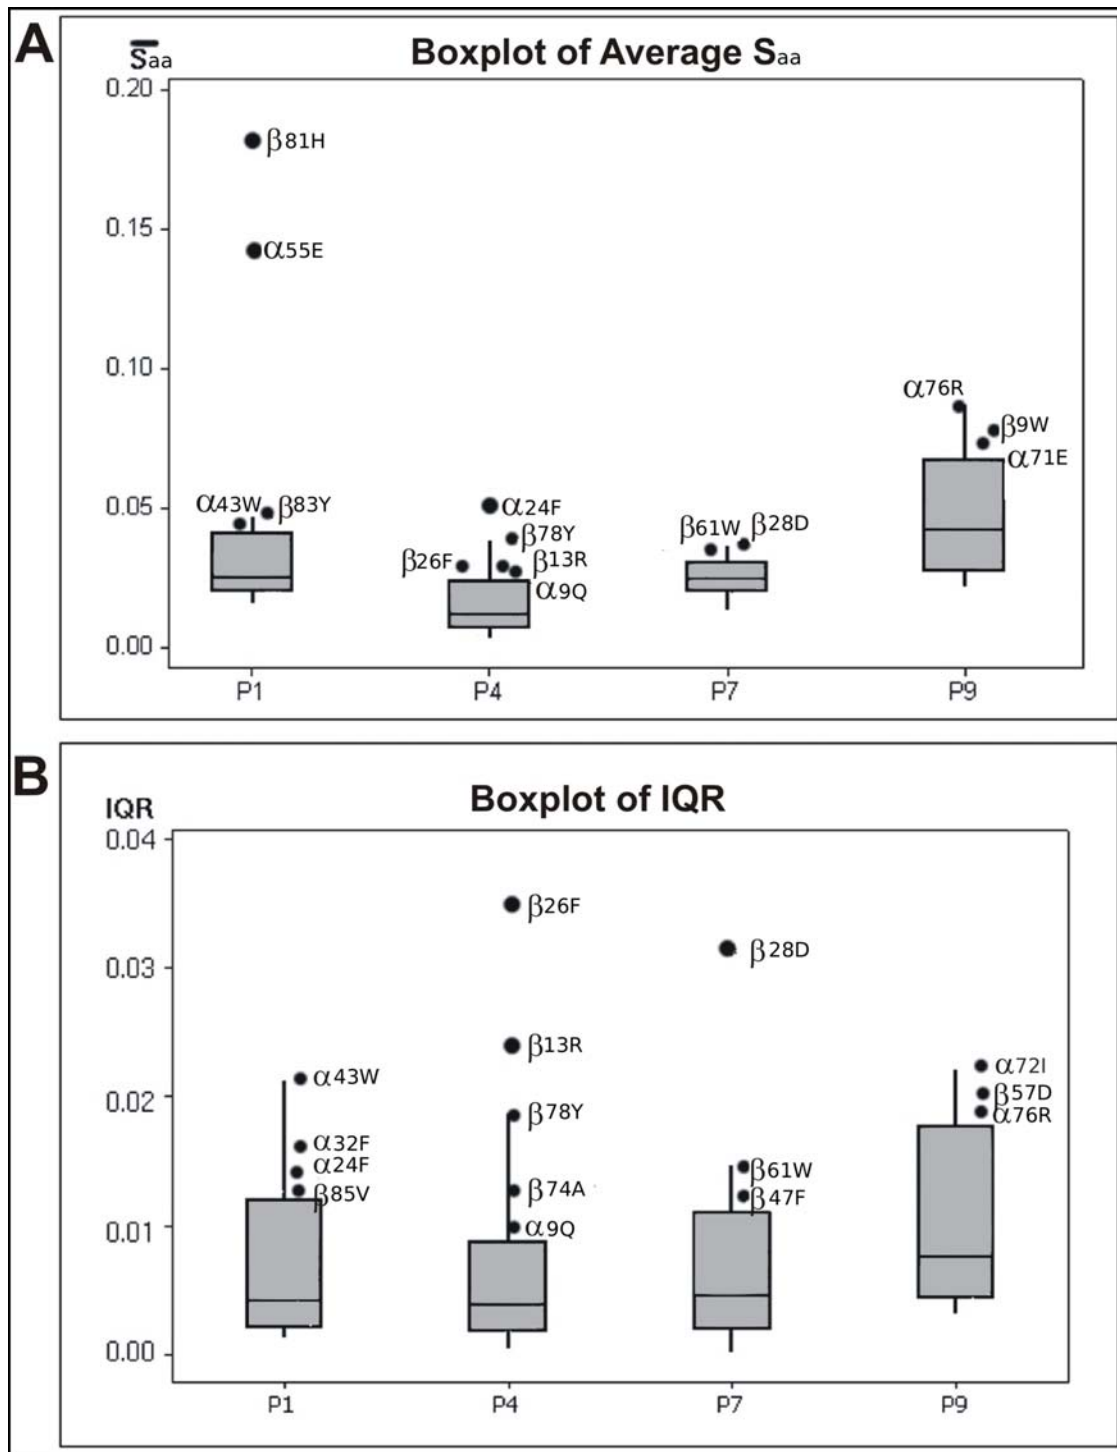 A
S̅aa
Boxplot of Average Saa
0.20
β81H
0.15
α55E
0.10
α76R
β9W
α71E
0.05
α43W
β83Y
α24F
β78Y
β61W
β28D
β26F
β13R
α9Q
0.00
P1
P4
P7
P9
B
IQR
Boxplot of IQR
0.04
β26F
0.03
β28D
β13R
0.02
α43W
α72I
β57D
α76R
β78Y
α32F
α24F
β85V
β74A
β61W
β47F
0.01
α9Q
0.00
P1
P4
P7
P9